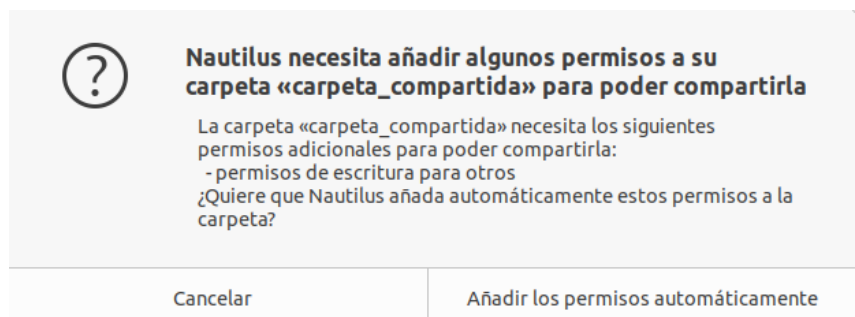 ?
Nautilus necesita añadir algunos permisos a su
carpeta «carpeta_compartida» para poder compartirla
La carpeta «carpeta_compartida» necesita los siguientes
permisos adicionales para poder compartirla:
- permisos de escritura para otros
¿Quiere que Nautilus añada automáticamente estos permisos a la
carpeta?
Cancelar
Añadir los permisos automáticamente